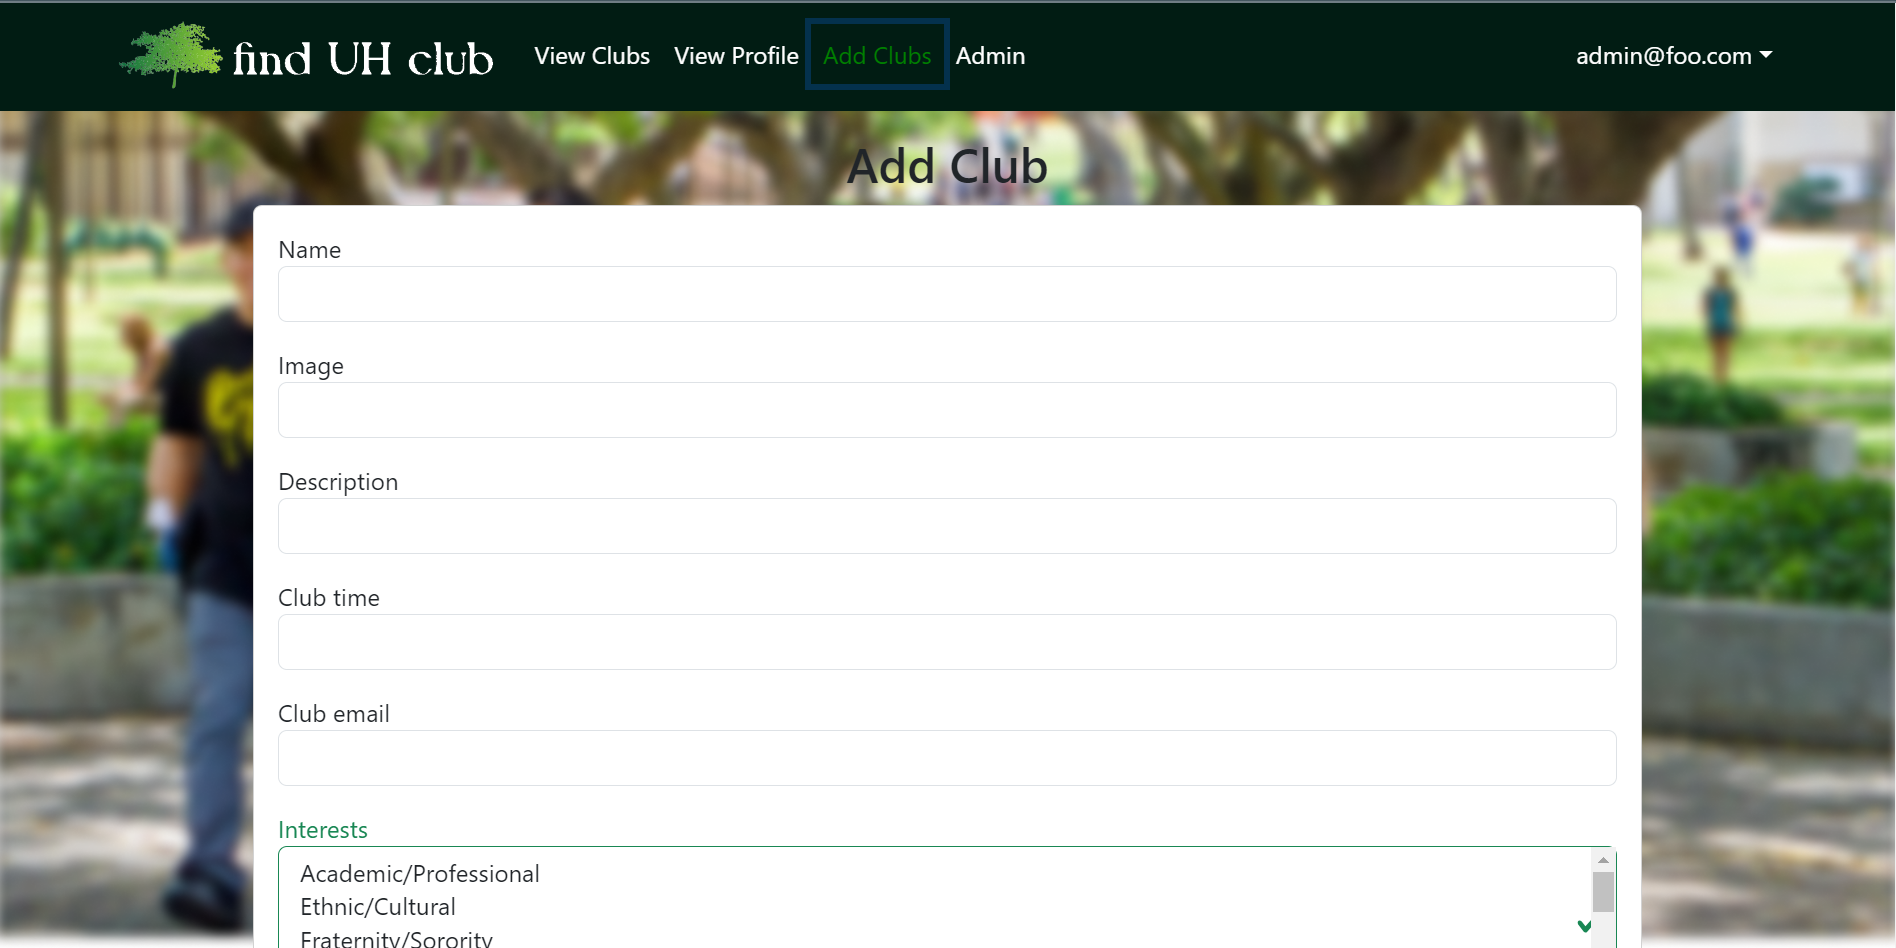 find UH club View Clubs View Profile Add Clubs Admin admin@foo.com
Add Club
Name
Image
Description
Club time
Club email
Interests
Academic/Professional
Ethnic/Cultural
Fraternity/Sorority